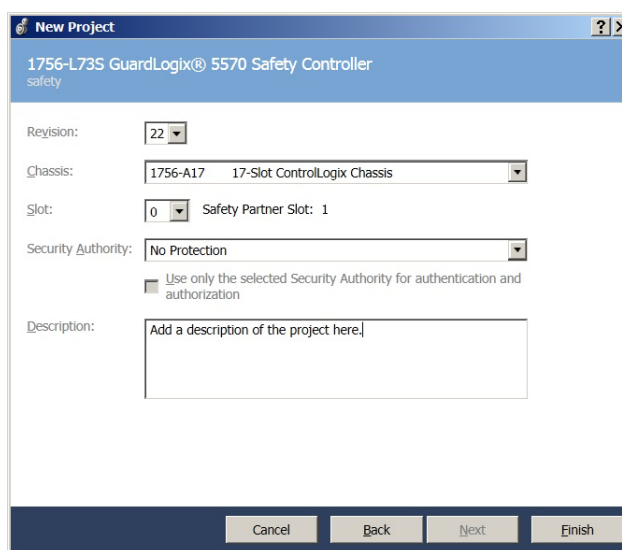 New Project
1756-L73S GuardLogix® 5570 Safety Controller
safety
Revision: 22
Chassis: 1756-A17 17-Slot ControlLogix Chassis
Slot: 0 Safety Partner Slot: 1
Security Authority: No Protection
Use only the selected Security Authority for authentication and
authorization
Description: Add a description of the project here.
Cancel Back Next Finish